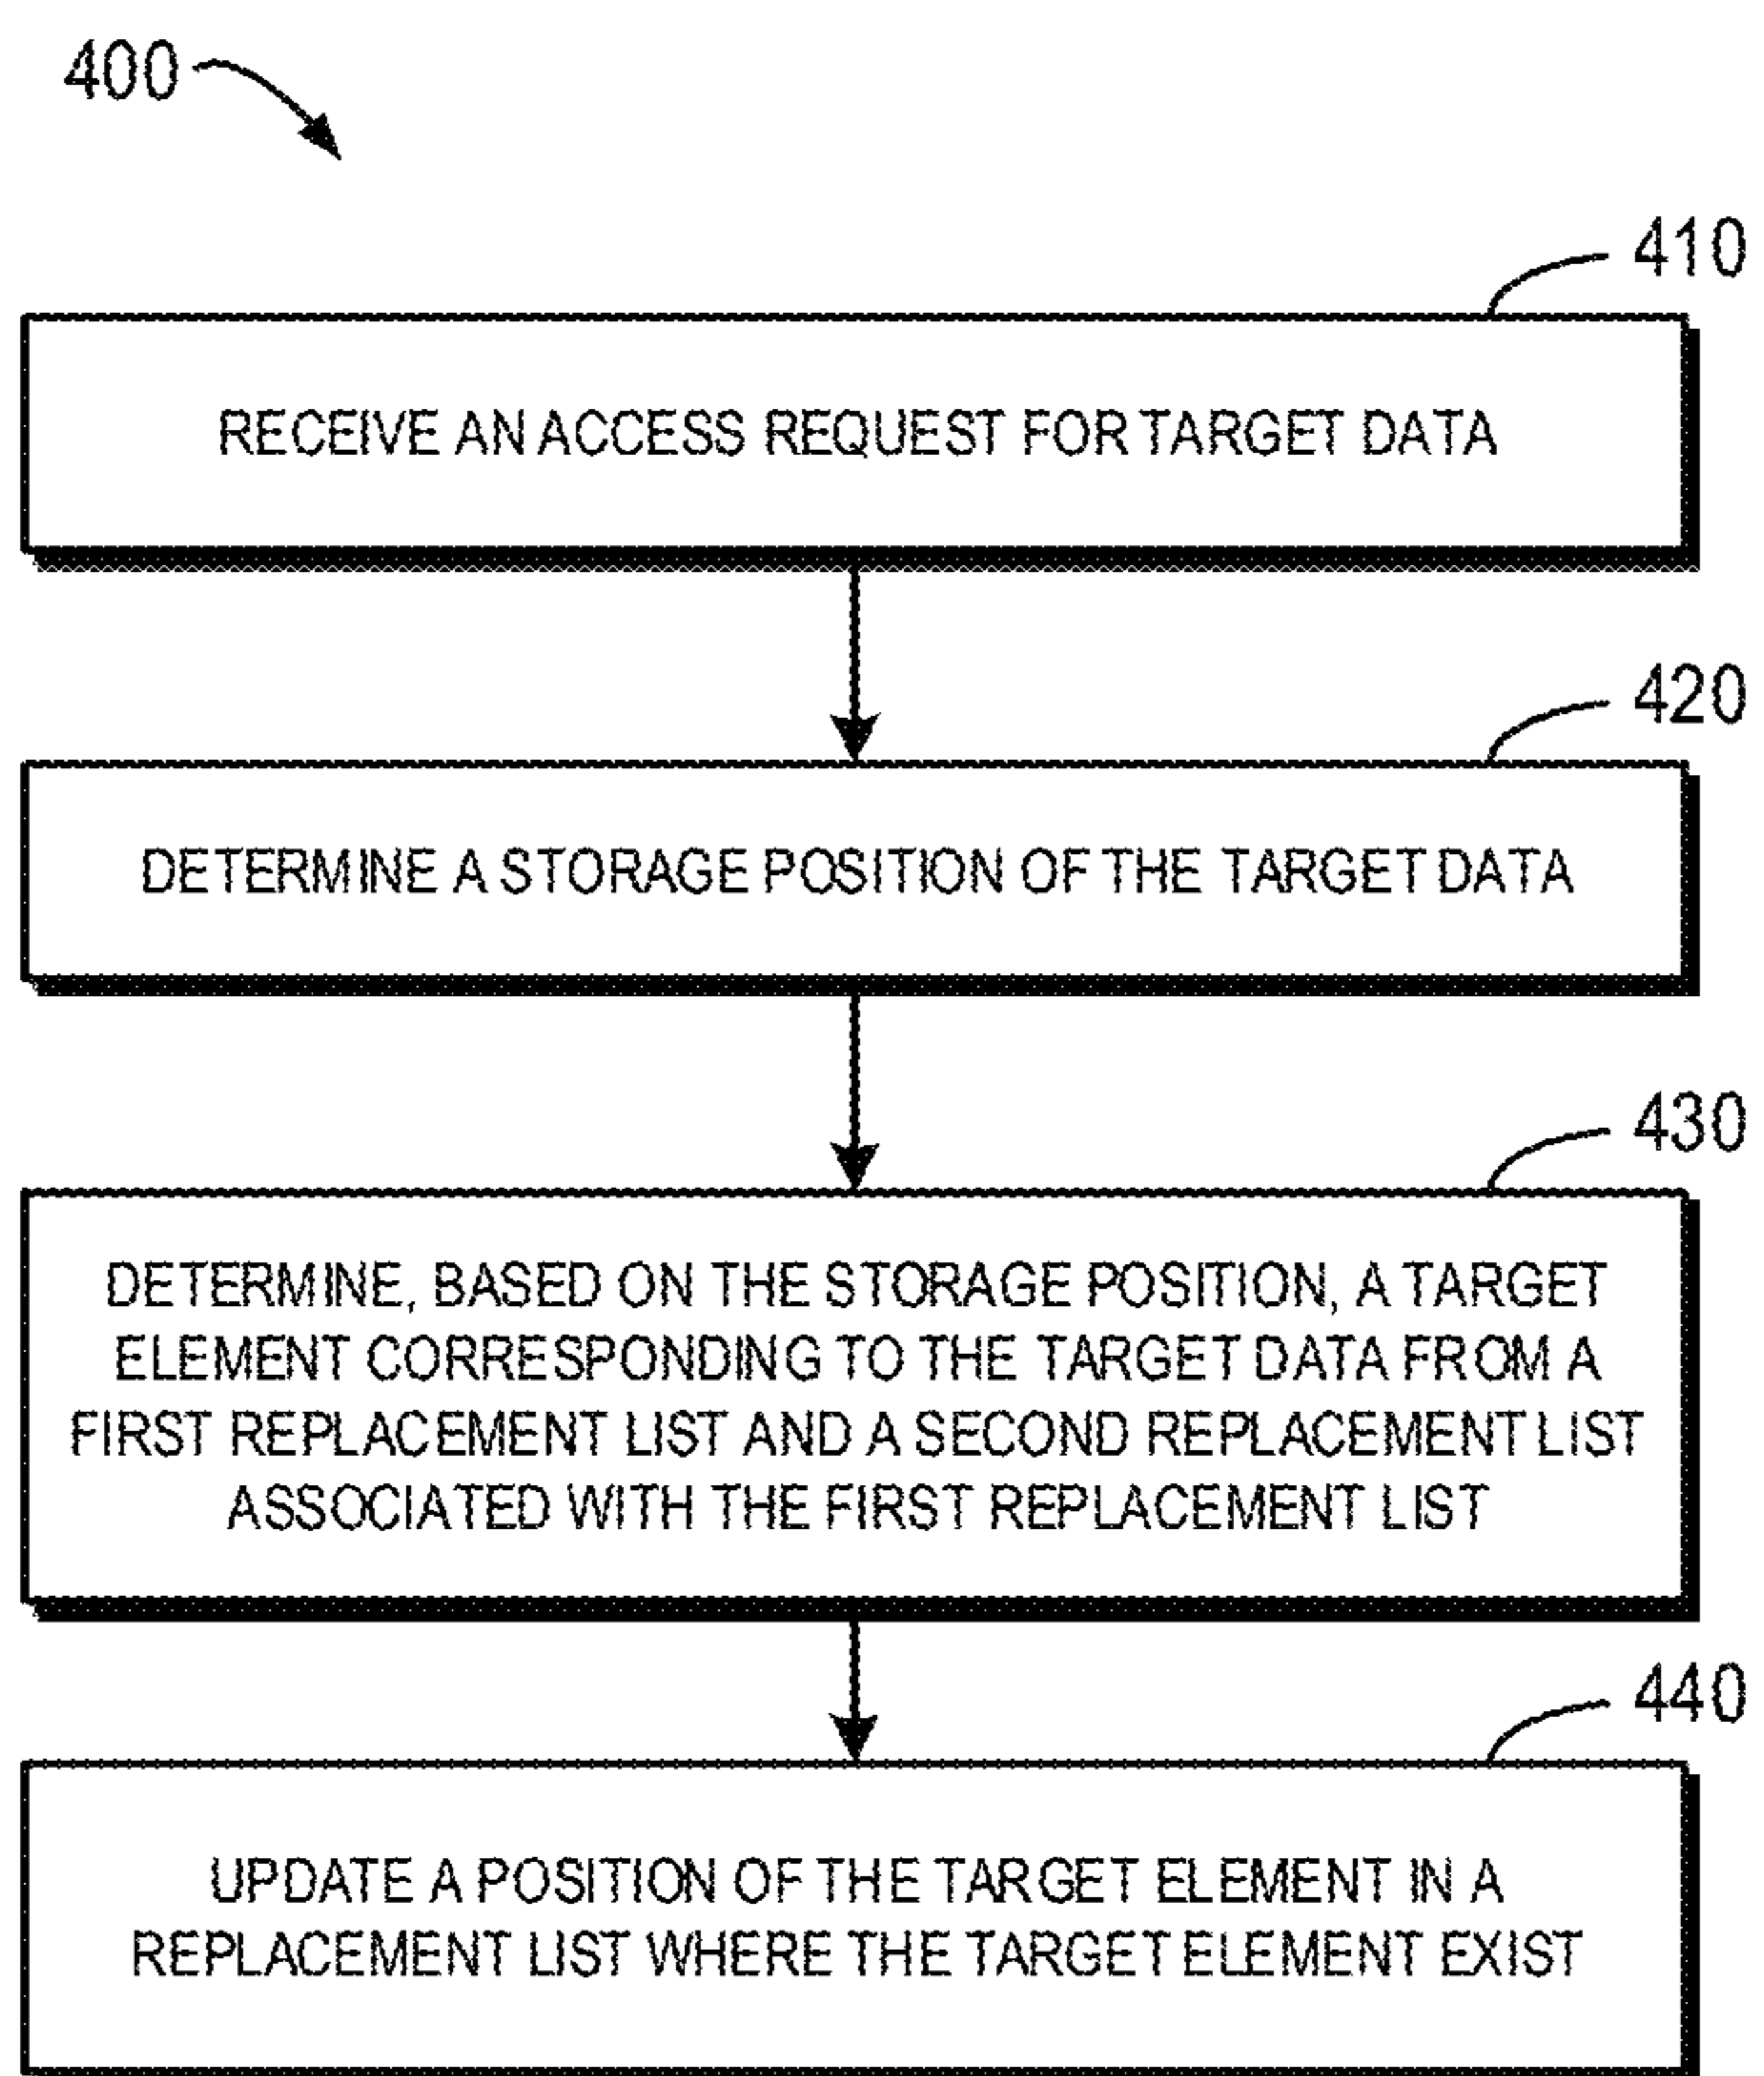 400
410
RECEIVE AN ACCESS REQUEST FOR TARGET DATA
420
DETERMINE A STORAGE POSITION OF THE TARGET DATA
430
DETERMINE, BASED ON THE STORAGE POSITION, A TARGET
ELEMENT CORRESPONDING TO THE TARGET DATA FROM A
FIRST REPLACEMENT LIST AND A SECOND REPLACEMENT LIST
ASSOCIATED WITH THE FIRST REPLACEMENT LIST
440
UPDATE A POSITION OF THE TARGET ELEMENT IN A
REPLACEMENT LIST WHERE THE TARGET ELEMENT EXIST